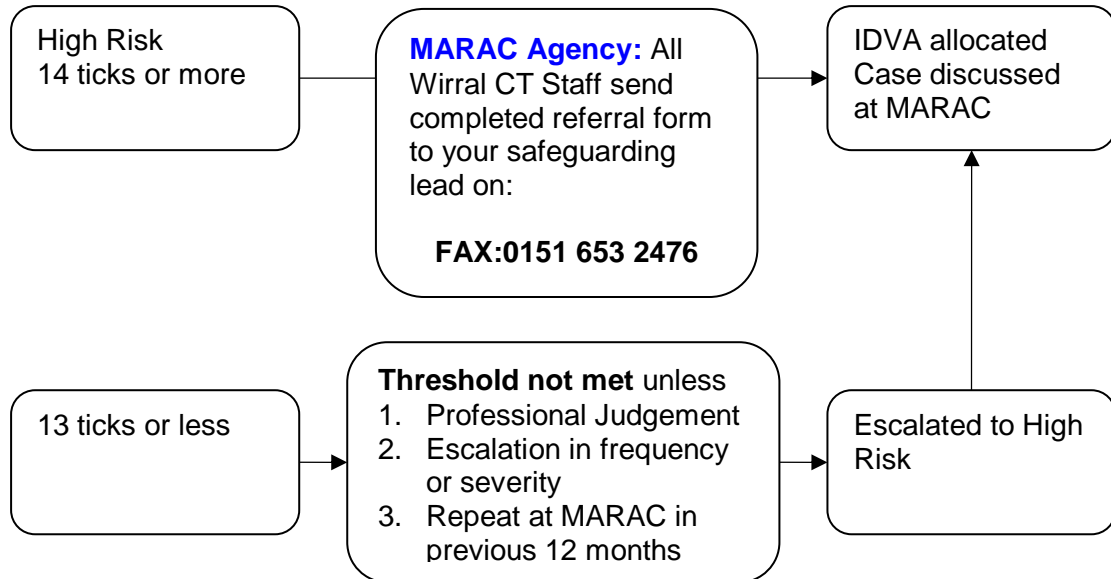 High Risk
14 ticks or more
MARAC Agency: All
Wirral CT Staff send
completed referral form
to your safeguarding
lead on:
FAX:0151 653 2476
IDVA allocated
Case discussed
at MARAC
13 ticks or less
Threshold not met unless
1. Professional Judgement
2. Escalation in frequency
or severity
3. Repeat at MARAC in
previous 12 months
Escalated to High
Risk